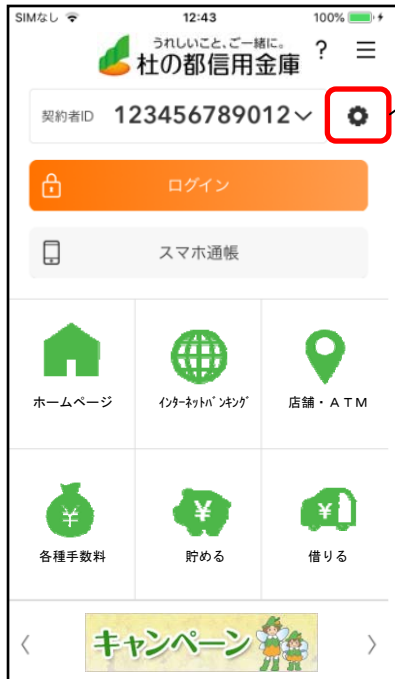 SIMなし 12:43 100%
うれしいこと、ご一緒に。
杜の都信用金庫 ?
契約者ID 123456789012
ログイン
スマホ通帳
ホームページ インターネットバンキング 店舗・ATM
¥ ¥ ¥
各種手数料 貯める 借りる
キャンペーン